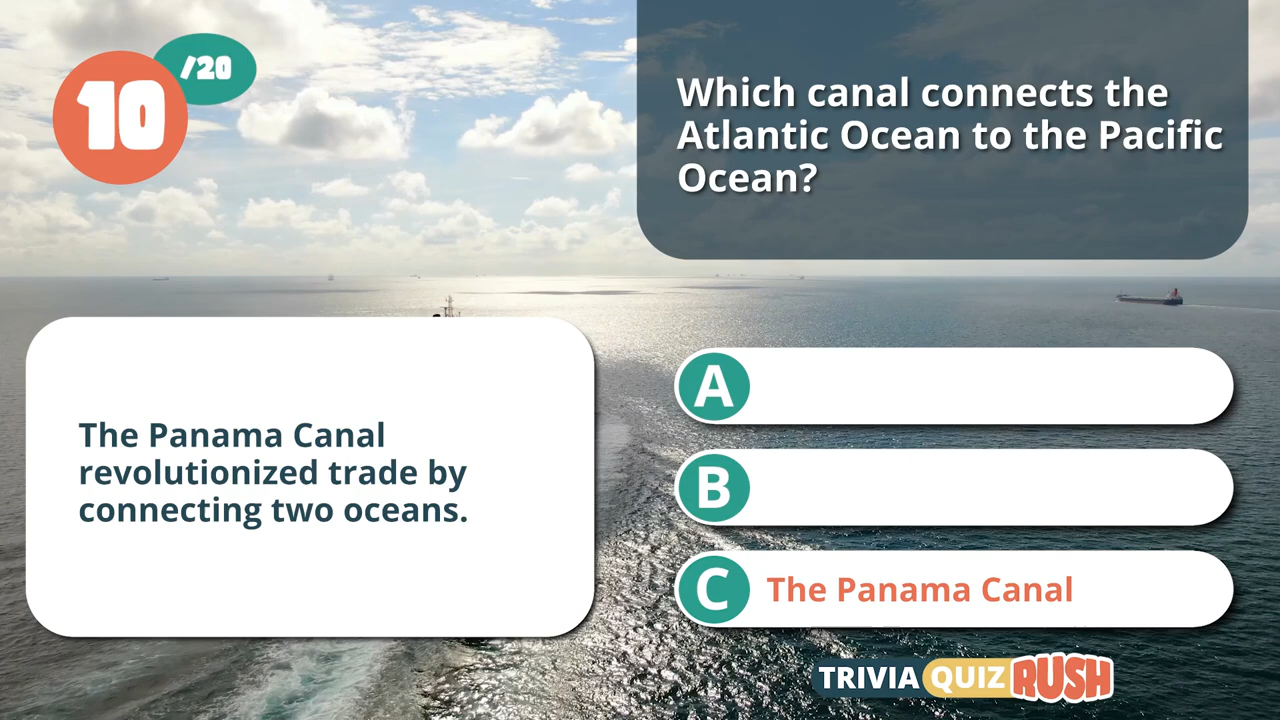 10
/20
Which canal connects the
Atlantic Ocean to the Pacific
Ocean?
The Panama Canal
revolutionized trade by
connecting two oceans.
A
B
C The Panama Canal
TRIVIA QUIZ RUSH